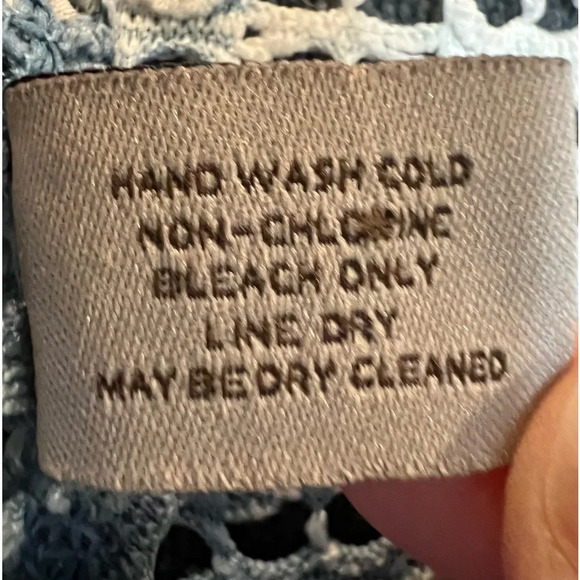 HAND WASH COLD
NON-CHLORINE
BLEACH ONLY
LINE DRY
MAY BE DRY CLEANED